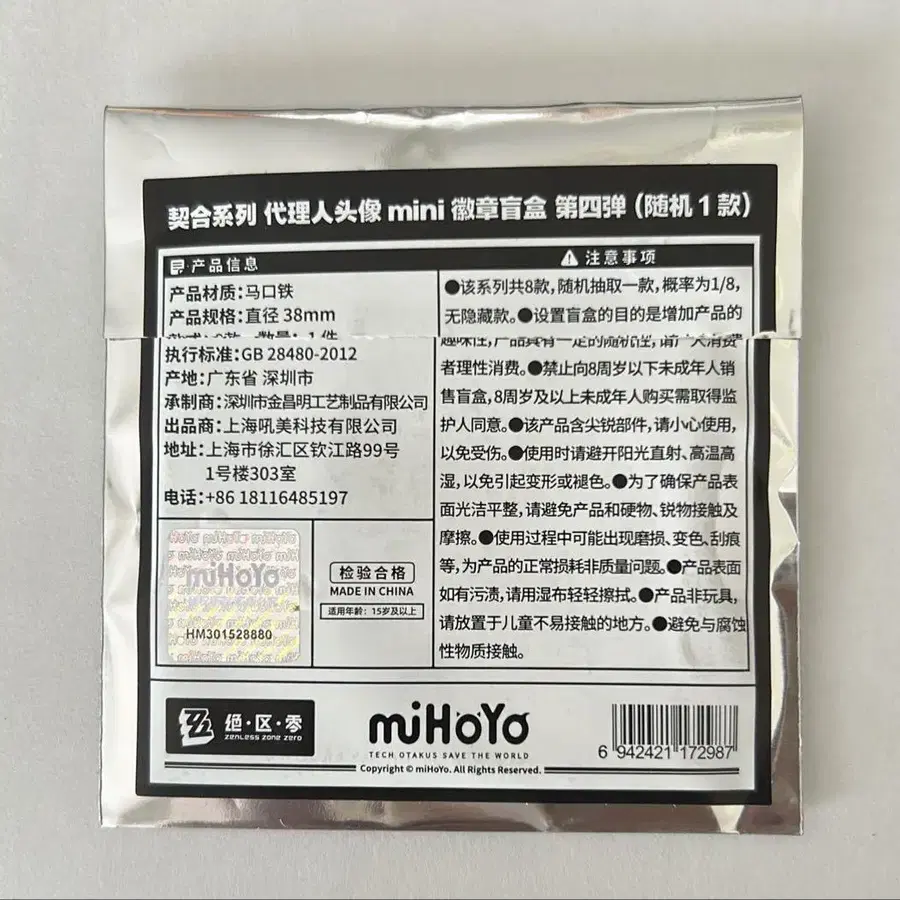 契合系列 代理人头像 mini 徽章盲盒 第四弹（随机 1 款）
产品信息
产品材质：马口铁
产品规格：直径 38mm
执行标准：GB 28480-2012
产地：广东省 深圳市
承制商：深圳市金昌明工艺制品有限公司
出品商：上海吼美科技有限公司
地址：上海市徐汇区钦江路99号
1号楼303室
电话：+86 18116485197
注意事项
●该系列共8款，随机抽取一款，概率为1/8，
无隐藏款。●设置盲盒的目的是增加产品的
趣味性，产品具有一定的随机性，请广大消费
者理性消费。●禁止向8周岁以下未成年人销
售盲盒，8周岁及以上未成年人购买需取得监
护人同意。●该产品含尖锐部件，请小心使用，
以免受伤。●使用时请避开阳光直射、高温高
湿，以免引起变形或褪色。●为了确保产品表
面光洁平整，请避免产品和硬物、锐物接触及
摩擦。●使用过程中可能出现磨损、变色、刮痕
等，为产品的正常损耗非质量问题。●产品表面
如有污渍，请用湿布轻轻擦拭。●产品非玩具，
请放置于儿童不易接触的地方。●避免与腐蚀
性物质接触。
miHoYo
HM301528880
检验合格
MADE IN CHINA
适用年龄：15岁及以上
绝·区·零
ZENLESS ZONE ZERO
miHoYo
TECH OTAKUS SAVE THE WORLD
Copyright © miHoYo. All Rights Reserved.
6 942421 172987